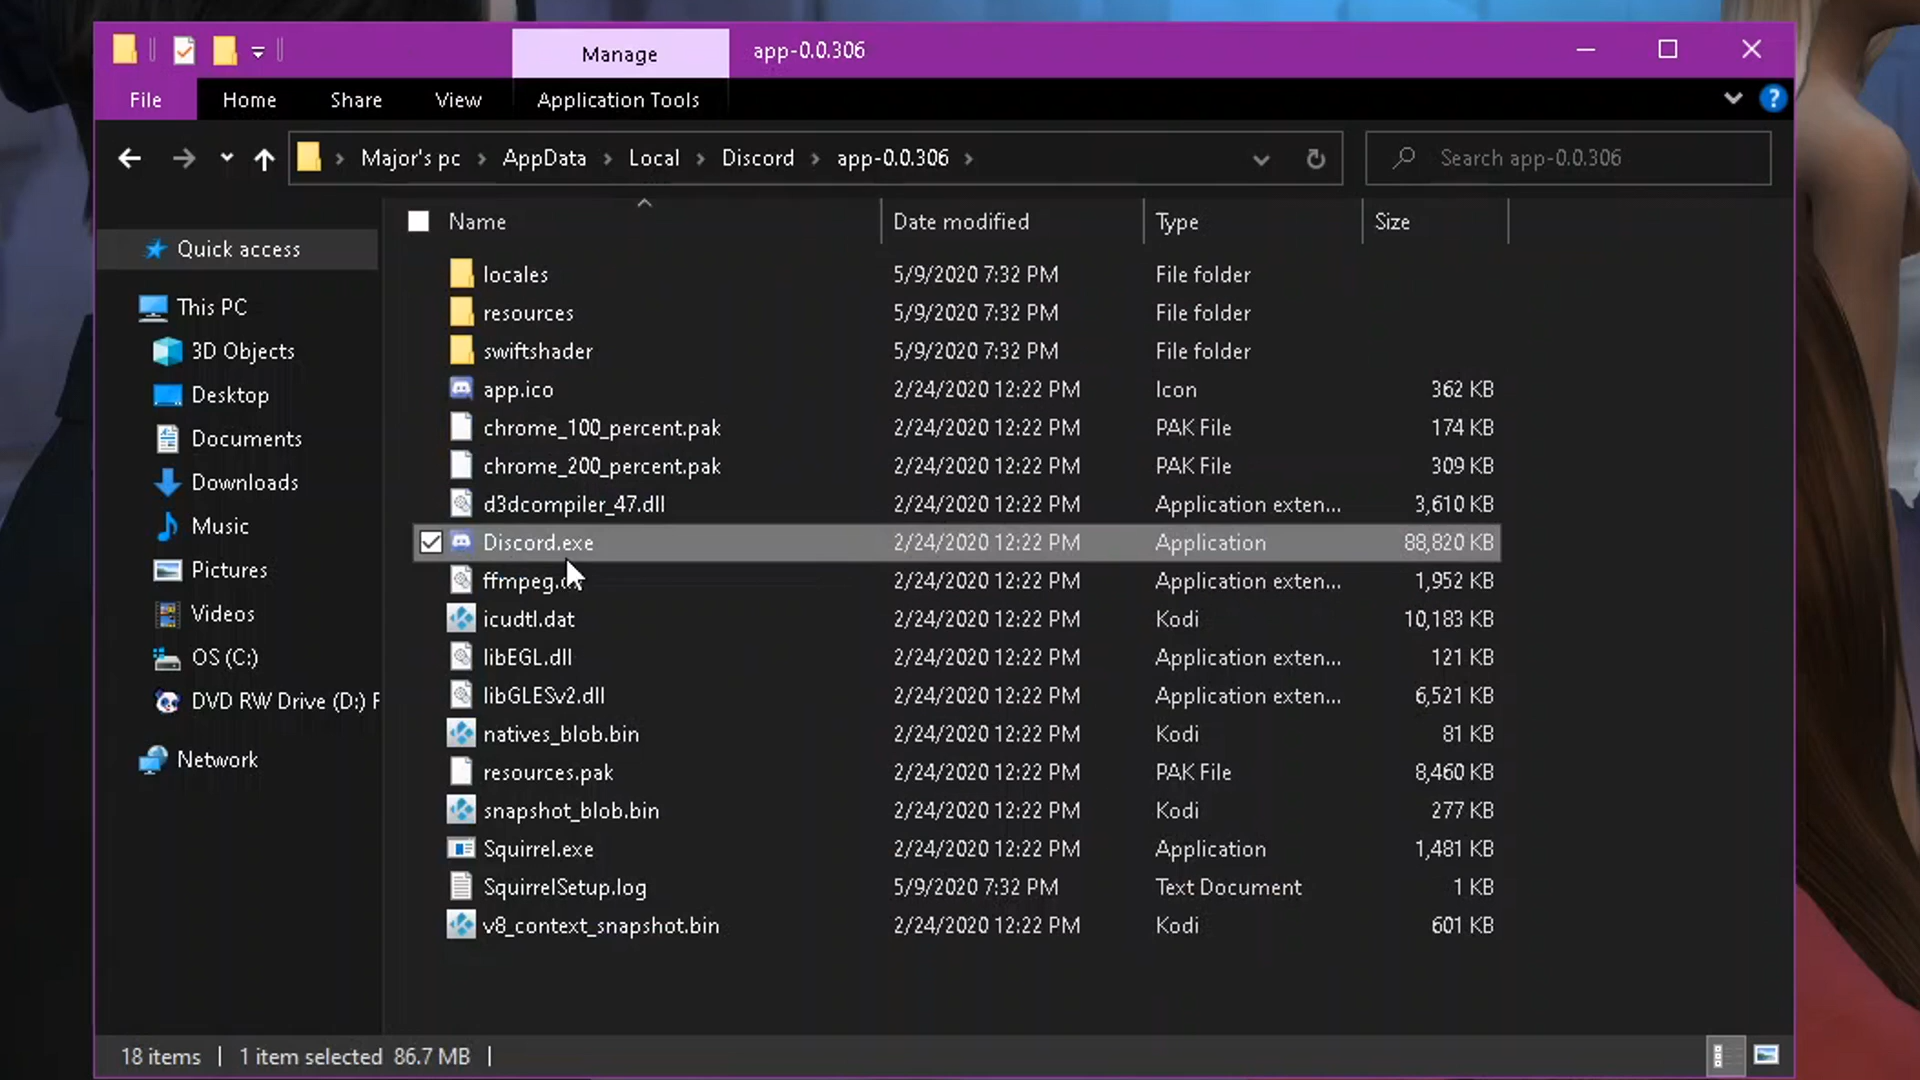 Manage app-0.0.306
File Home Share View Application Tools
Major's pc AppData Local Discord app-0.0.306 Search app-0.0.306
Name Date modified Type Size
Quick access
This PC
3D Objects
Desktop
Documents
Downloads
Music
Pictures
Videos
OS (C:)
DVD RW Drive (D:) F
Network
locales 5/9/2020 7:32 PM File folder
resources 5/9/2020 7:32 PM File folder
swiftshader 5/9/2020 7:32 PM File folder
app.ico 2/24/2020 12:22 PM Icon 362 KB
chrome_100_percent.pak 2/24/2020 12:22 PM PAK File 174 KB
chrome_200_percent.pak 2/24/2020 12:22 PM PAK File 309 KB
d3dcompiler_47.dll 2/24/2020 12:22 PM Application exten... 3,610 KB
Discord.exe 2/24/2020 12:22 PM Application 88,820 KB
2/24/2020 12:22 PM Application exten... 1,952 KB
icudtl.dat 2/24/2020 12:22 PM Kodi 10,183 KB
libEGL.dll 2/24/2020 12:22 PM Application exten... 121 KB
libGLESv2.dll 2/24/2020 12:22 PM Application exten... 6,521 KB
natives_blob.bin 2/24/2020 12:22 PM Kodi 81 KB
resources.pak 2/24/2020 12:22 PM PAK File 8,460 KB
snapshot_blob.bin 2/24/2020 12:22 PM Kodi 277 KB
Squirrel.exe 2/24/2020 12:22 PM Application 1,481 KB
SquirrelSetup.log 5/9/2020 7:32 PM Text Document 1 KB
v8_context_snapshot.bin 2/24/2020 12:22 PM Kodi 601 KB
18 items 1 item selected 86.7 MB